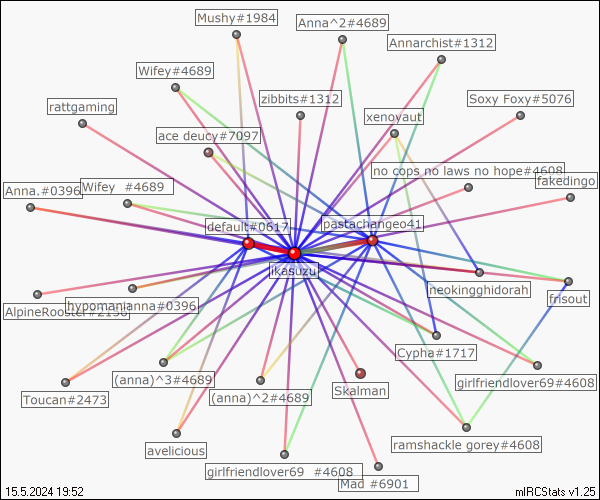 Mushy#1984
Anna^2#4689
Annarchist#1312
Wifey#4689
zibbits#1312
Soxy Foxy#5076
rattgaming
xenoyaut
ace deucy#7097
no cops no laws no hope#4608
Anna.#0396
Wifey #4689
fakedingo
default#0617
pastachangeo41
ikasuzu
neokingghidorah
frisout
AlpineRooster#2156
hypomanianna#0396
Cypha#1717
Toucan#2473
(anna)^3#4689
(anna)^2#4689
Skalman
girlfriendlover69#4608
avelicious
ramshackle gorey#4608
girlfriendlover69 #4608
Mad #6901
15.5.2024 19:52
mIRCStats v1.25